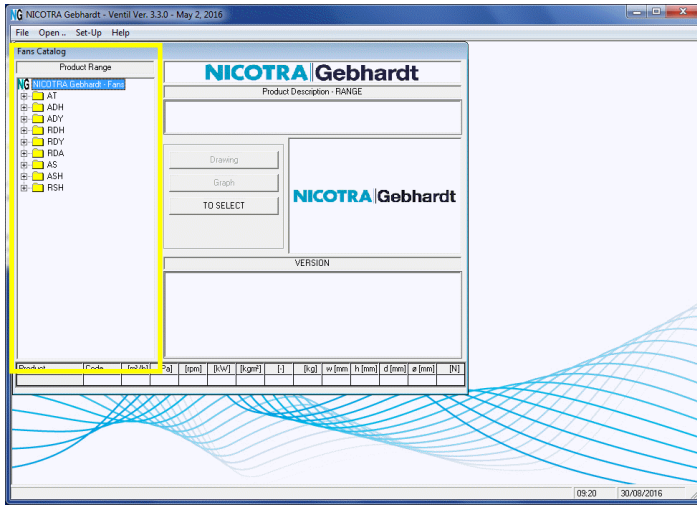 NICOTRA Gebhardt - Ventil Ver. 3.3.0 - May 2, 2016
File Open .. Set-Up Help
Fans Catalog
Product Range
NICOTRA Gebhardt - Fans
AT
ADH
ADY
RDH
RDY
RDA
AS
ASH
RSH
NICOTRA Gebhardt
Product Description - RANGE
Drawing
Graph
TO SELECT
NICOTRA Gebhardt
VERSION
Product Code [m³/h] [Pa] [rpm] [kW] [kgm²] [-] [kg] w [mm h [mm] d [mm] ø [mm] [N]
09:20 30/08/2016